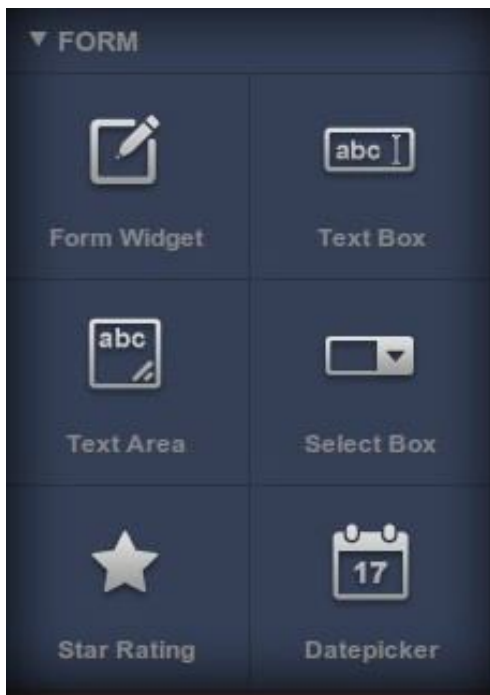 ▼ FORM
abc
Form Widget
Text Box
abc
Text Area
Select Box
17
Star Rating
Datepicker